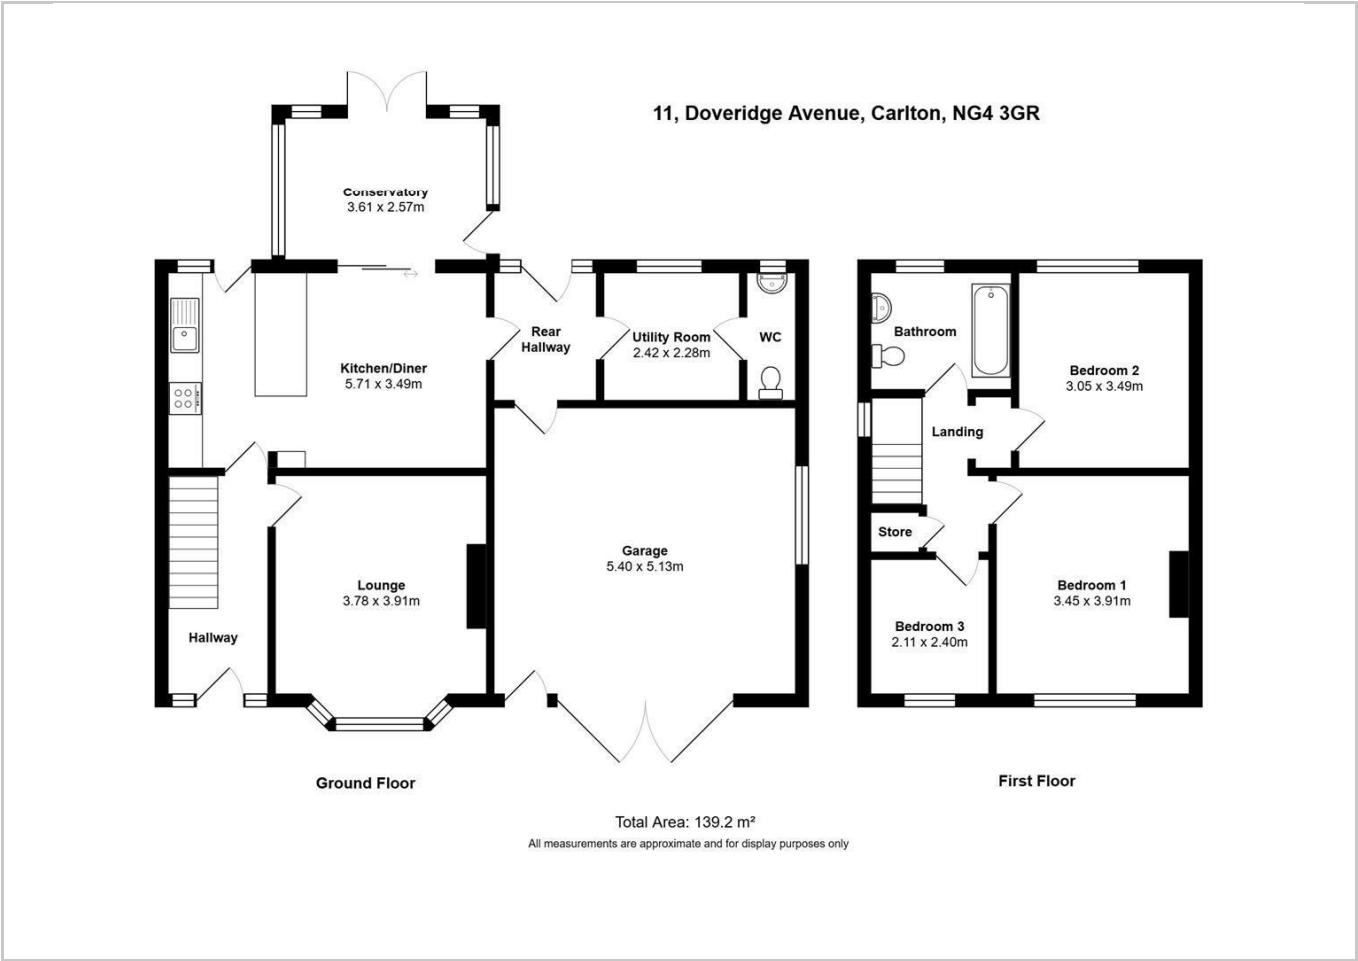 11, Doveridge Avenue, Carlton, NG4 3GR
Conservatory
3.61 x 2.57m
Kitchen/Diner
5.71 x 3.49m
Rear
Hallway
Utility Room
2.42 x 2.28m
WC
Lounge
3.78 x 3.91m
Hallway
Garage
5.40 x 5.13m
Ground Floor
Bathroom
Bedroom 2
3.05 x 3.49m
Landing
Store
Bedroom 1
3.45 x 3.91m
Bedroom 3
2.11 x 2.40m
First Floor
Total Area: 139.2 m²
All measurements are approximate and for display purposes only